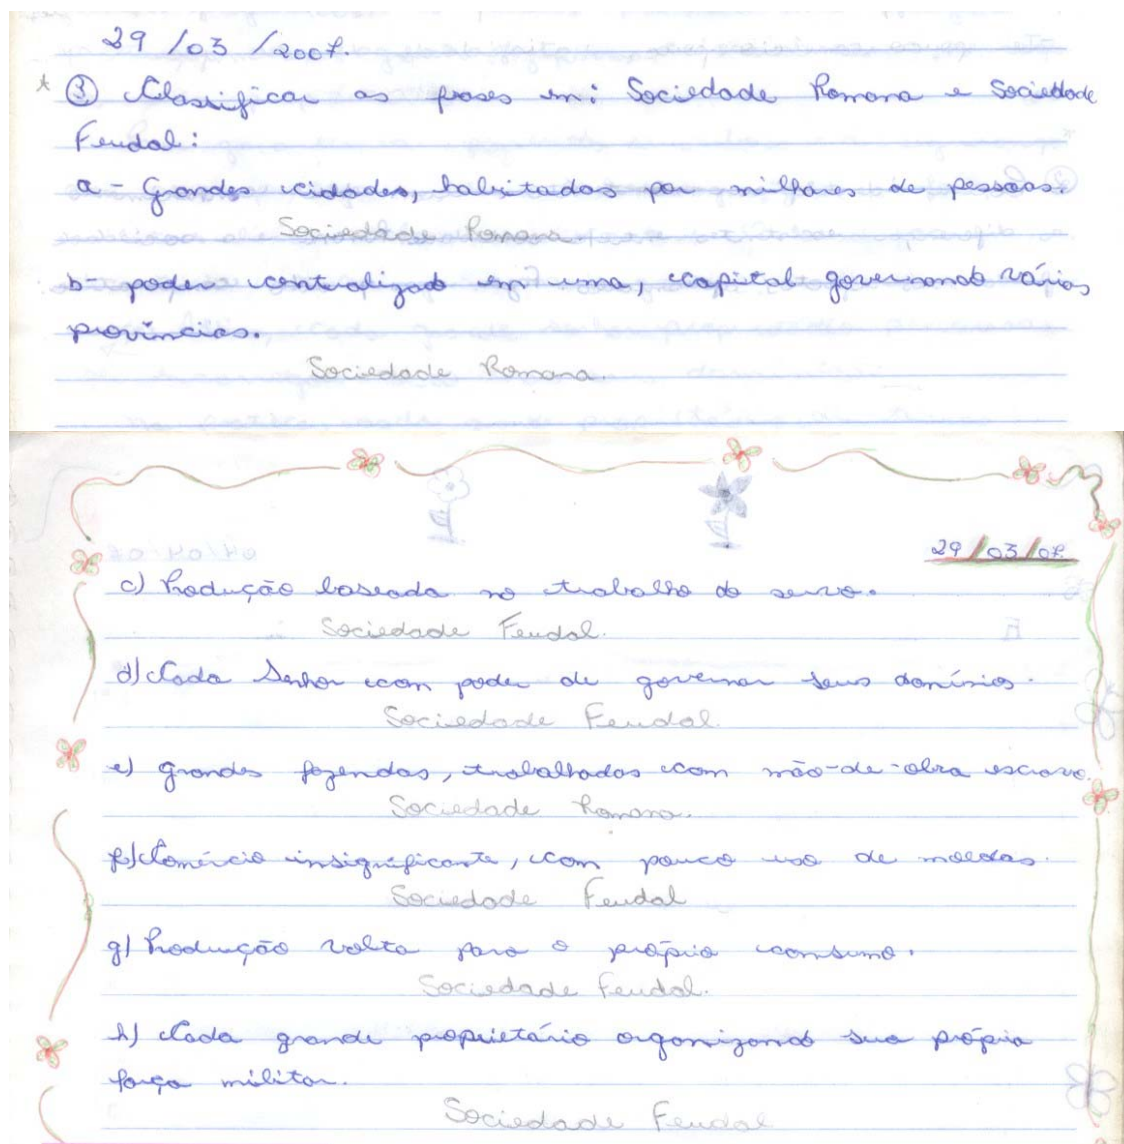 29/03/2007.
③ Classificar as frases em: Sociedade Romana e Sociedade
Feudal:
a - Grandes cidades, habitadas por milhares de pessoas.
Sociedade Romana.
b - poder centralizado em uma, capital governando vários
províncias.
Sociedade Romana.
29/03/07
c) Produção baseada no trabalho do servo.
Sociedade Feudal.
d) Cada Senhor com poder de governar seus domínios.
Sociedade Feudal.
e) grandes fazendas, trabalhadas com mão-de-obra escrava.
Sociedade Romana.
f) Comércio insignificante, com pouco uso de moedas.
Sociedade Feudal
g) Produção volta para o própio consumo.
Sociedade Feudal.
h) Cada grande proprietário organizando sua própria
força militar.
Sociedade Feudal